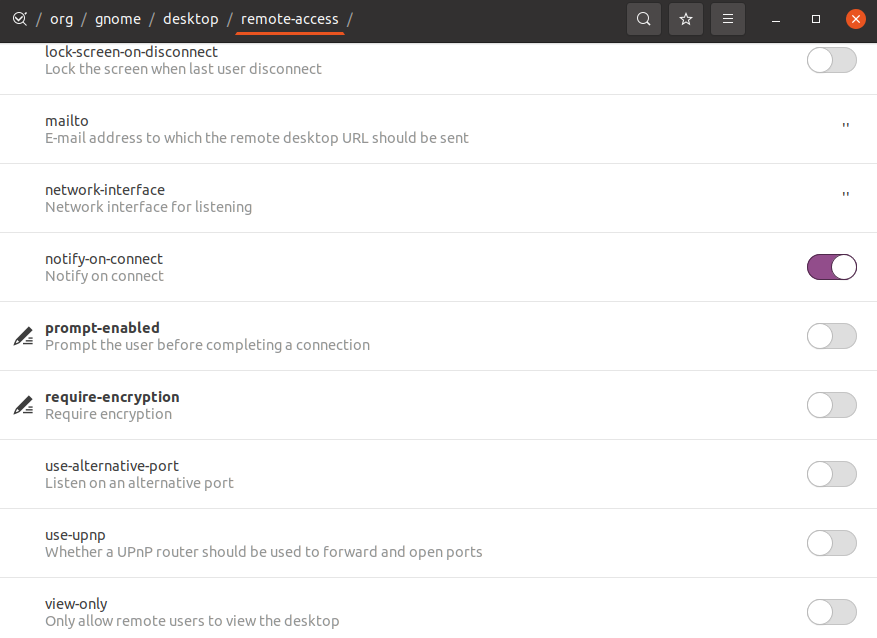 / org / gnome / desktop / remote-access /
lock-screen-on-disconnect
Lock the screen when last user disconnect
mailto
E-mail address to which the remote desktop URL should be sent
''
network-interface
Network interface for listening
''
notify-on-connect
Notify on connect
prompt-enabled
Prompt the user before completing a connection
require-encryption
Require encryption
use-alternative-port
Listen on an alternative port
use-upnp
Whether a UPnP router should be used to forward and open ports
view-only
Only allow remote users to view the desktop